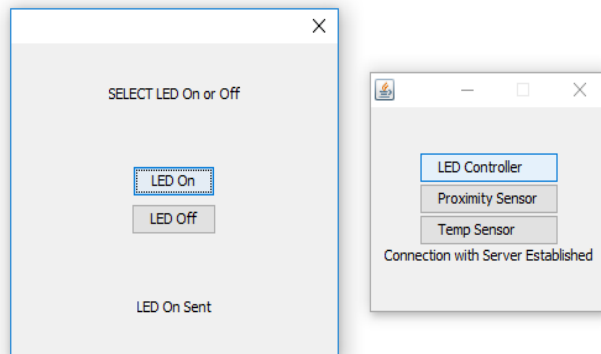 SELECT LED On or Off
LED On
LED Off
LED On Sent
LED Controller
Proximity Sensor
Temp Sensor
Connection with Server Established